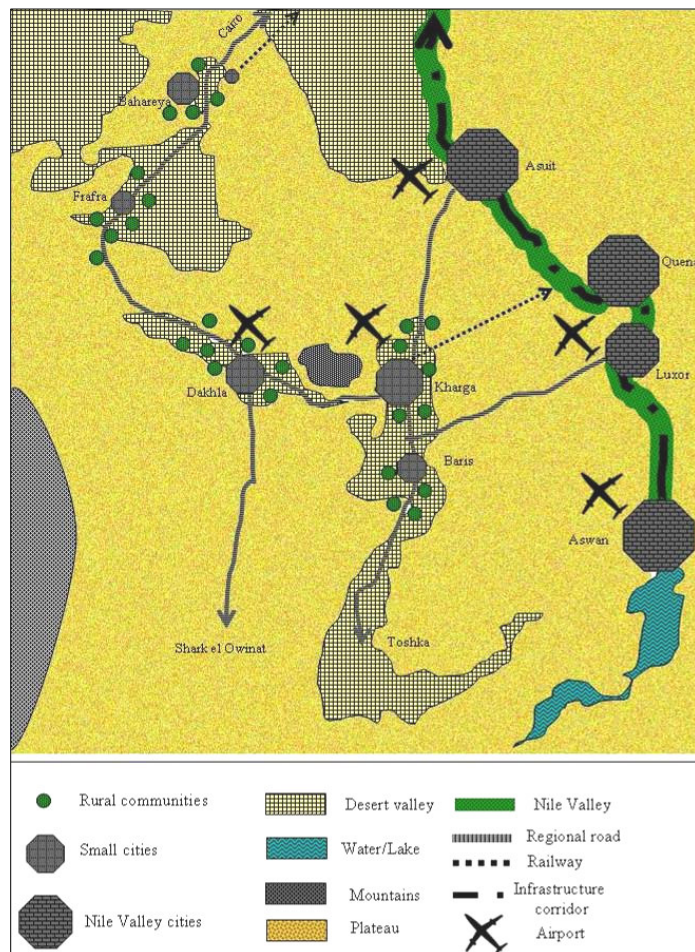 Cairo
Bahareya
Asuit
Frafra
Quena
Luxor
Dakhla
Kharga
Baris
Aswan
Shark el Owinat
Toshka
Rural communities
Desert valley
Nile Valley
Small cities
Water/Lake
Regional road
Railway
Nile Valley cities
Mountains
Infrastructure
corridor
Plateau
Airport